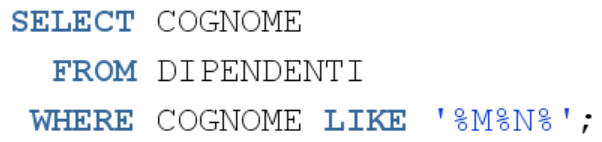 SELECT COGNOME
FROM DIPENDENTI
WHERE COGNOME LIKE '%M%N%';